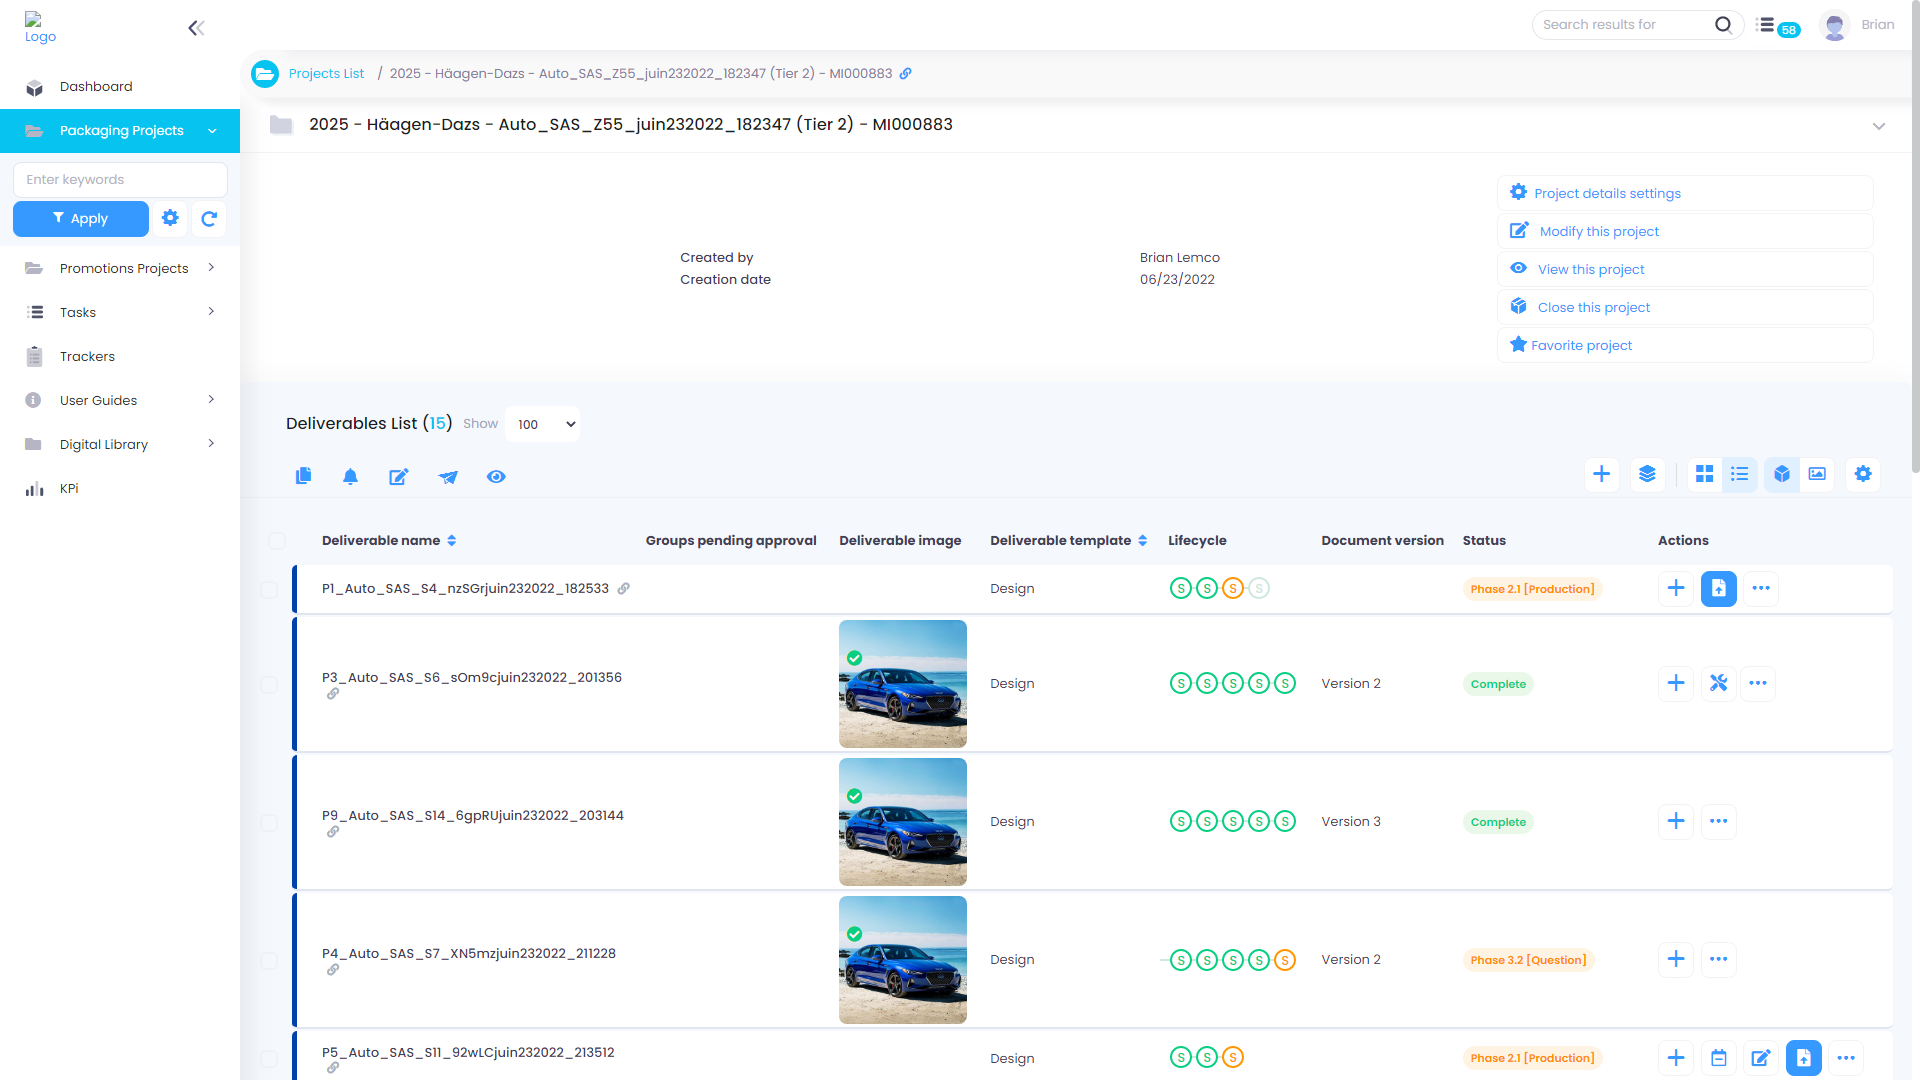 Logo
Search results for
58
Brian
Dashboard
Packaging Projects
Enter keywords
Apply
Promotions Projects
Tasks
Trackers
User Guides
Digital Library
KPi
Projects List / 2025 - Häagen-Dazs - Auto_SAS_Z55_juin232022_182347 (Tier 2) - MI000883
2025 - Häagen-Dazs - Auto_SAS_Z55_juin232022_182347 (Tier 2) - MI000883
Created by Brian Lemco
Creation date 06/23/2022
Project details settings
Modify this project
View this project
Close this project
Favorite project
Deliverables List (15) Show 100
Deliverable name Groups pending approval Deliverable image Deliverable template Lifecycle Document version Status Actions
P1_Auto_SAS_S4_nzSGrjuin232022_182533 Design S S S S Phase 2.1 [Production]
P3_Auto_SAS_S6_sOm9cjuin232022_201356 Design S S S S S Version 2 Complete
P9_Auto_SAS_S14_6gpRUjuin232022_203144 Design S S S S S Version 3 Complete
P4_Auto_SAS_S7_XN5mzjuin232022_211228 Design S S S S S Version 2 Phase 3.2 [Question]
P5_Auto_SAS_S11_92wLCjuin232022_213512 Design S S S Phase 2.1 [Production]